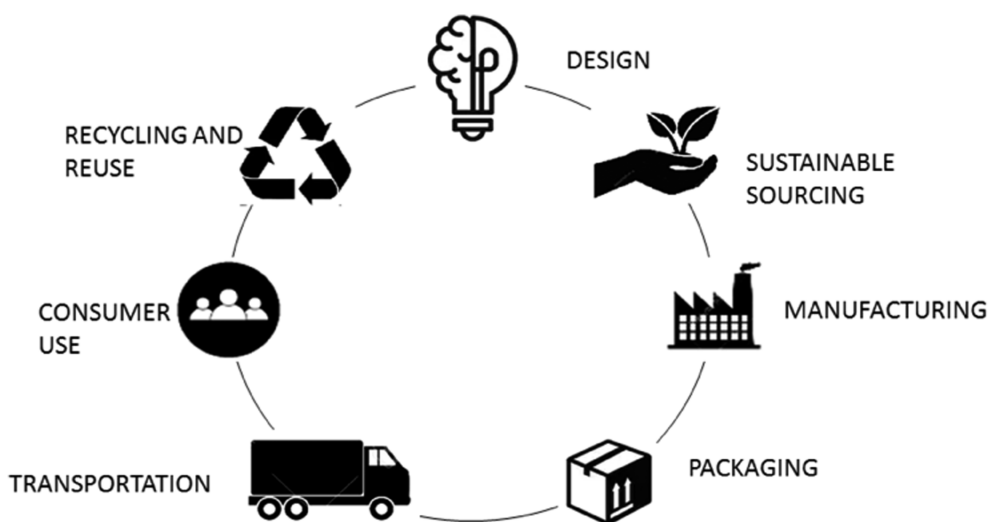 DESIGN
SUSTAINABLE
SOURCING
MANUFACTURING
PACKAGING
TRANSPORTATION
CONSUMER
USE
RECYCLING AND
REUSE